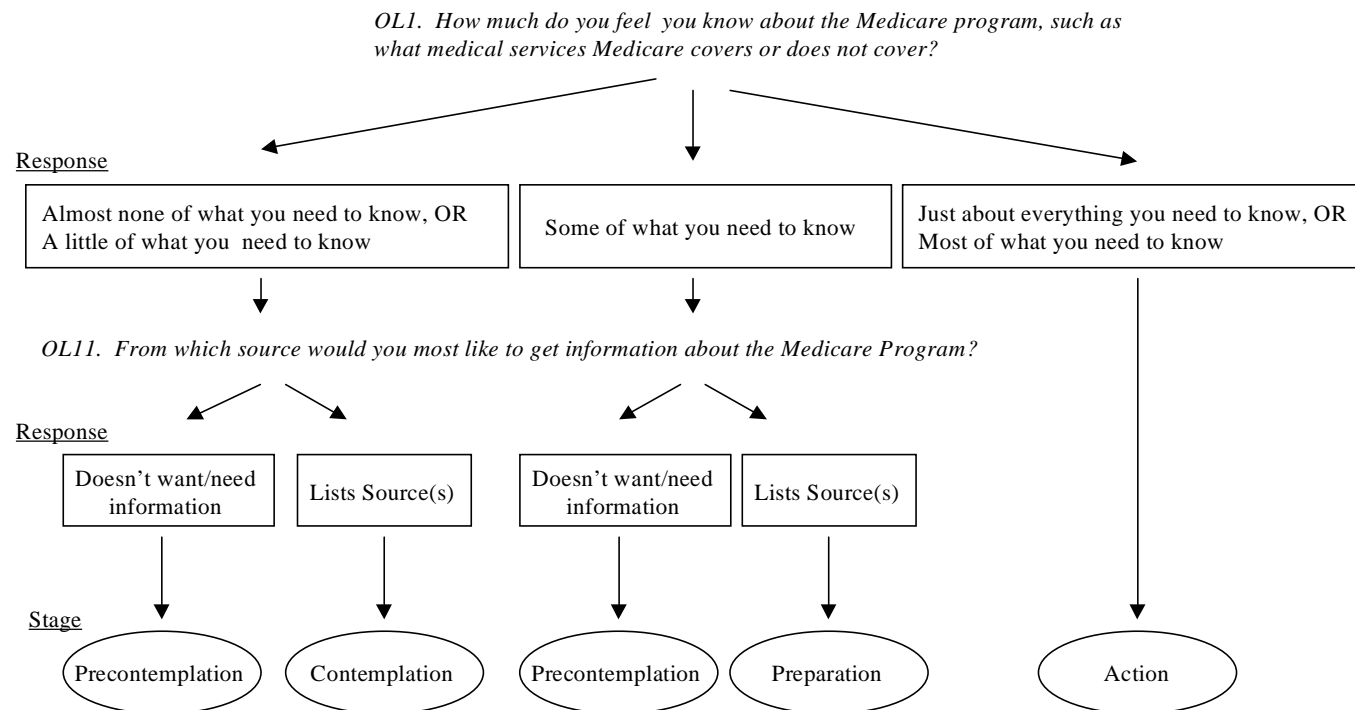 OL1. How much do you feel you know about the Medicare program, such as
what medical services Medicare covers or does not cover?
Response
Almost none of what you need to know, OR
A little of what you need to know
Some of what you need to know
Just about everything you need to know, OR
Most of what you need to know
OL11. From which source would you most like to get information about the Medicare Program?
Response
Doesn't want/need
information
Lists Source(s)
Doesn't want/need
information
Lists Source(s)
Stage
Precontemplation
Contemplation
Precontemplation
Preparation
Action